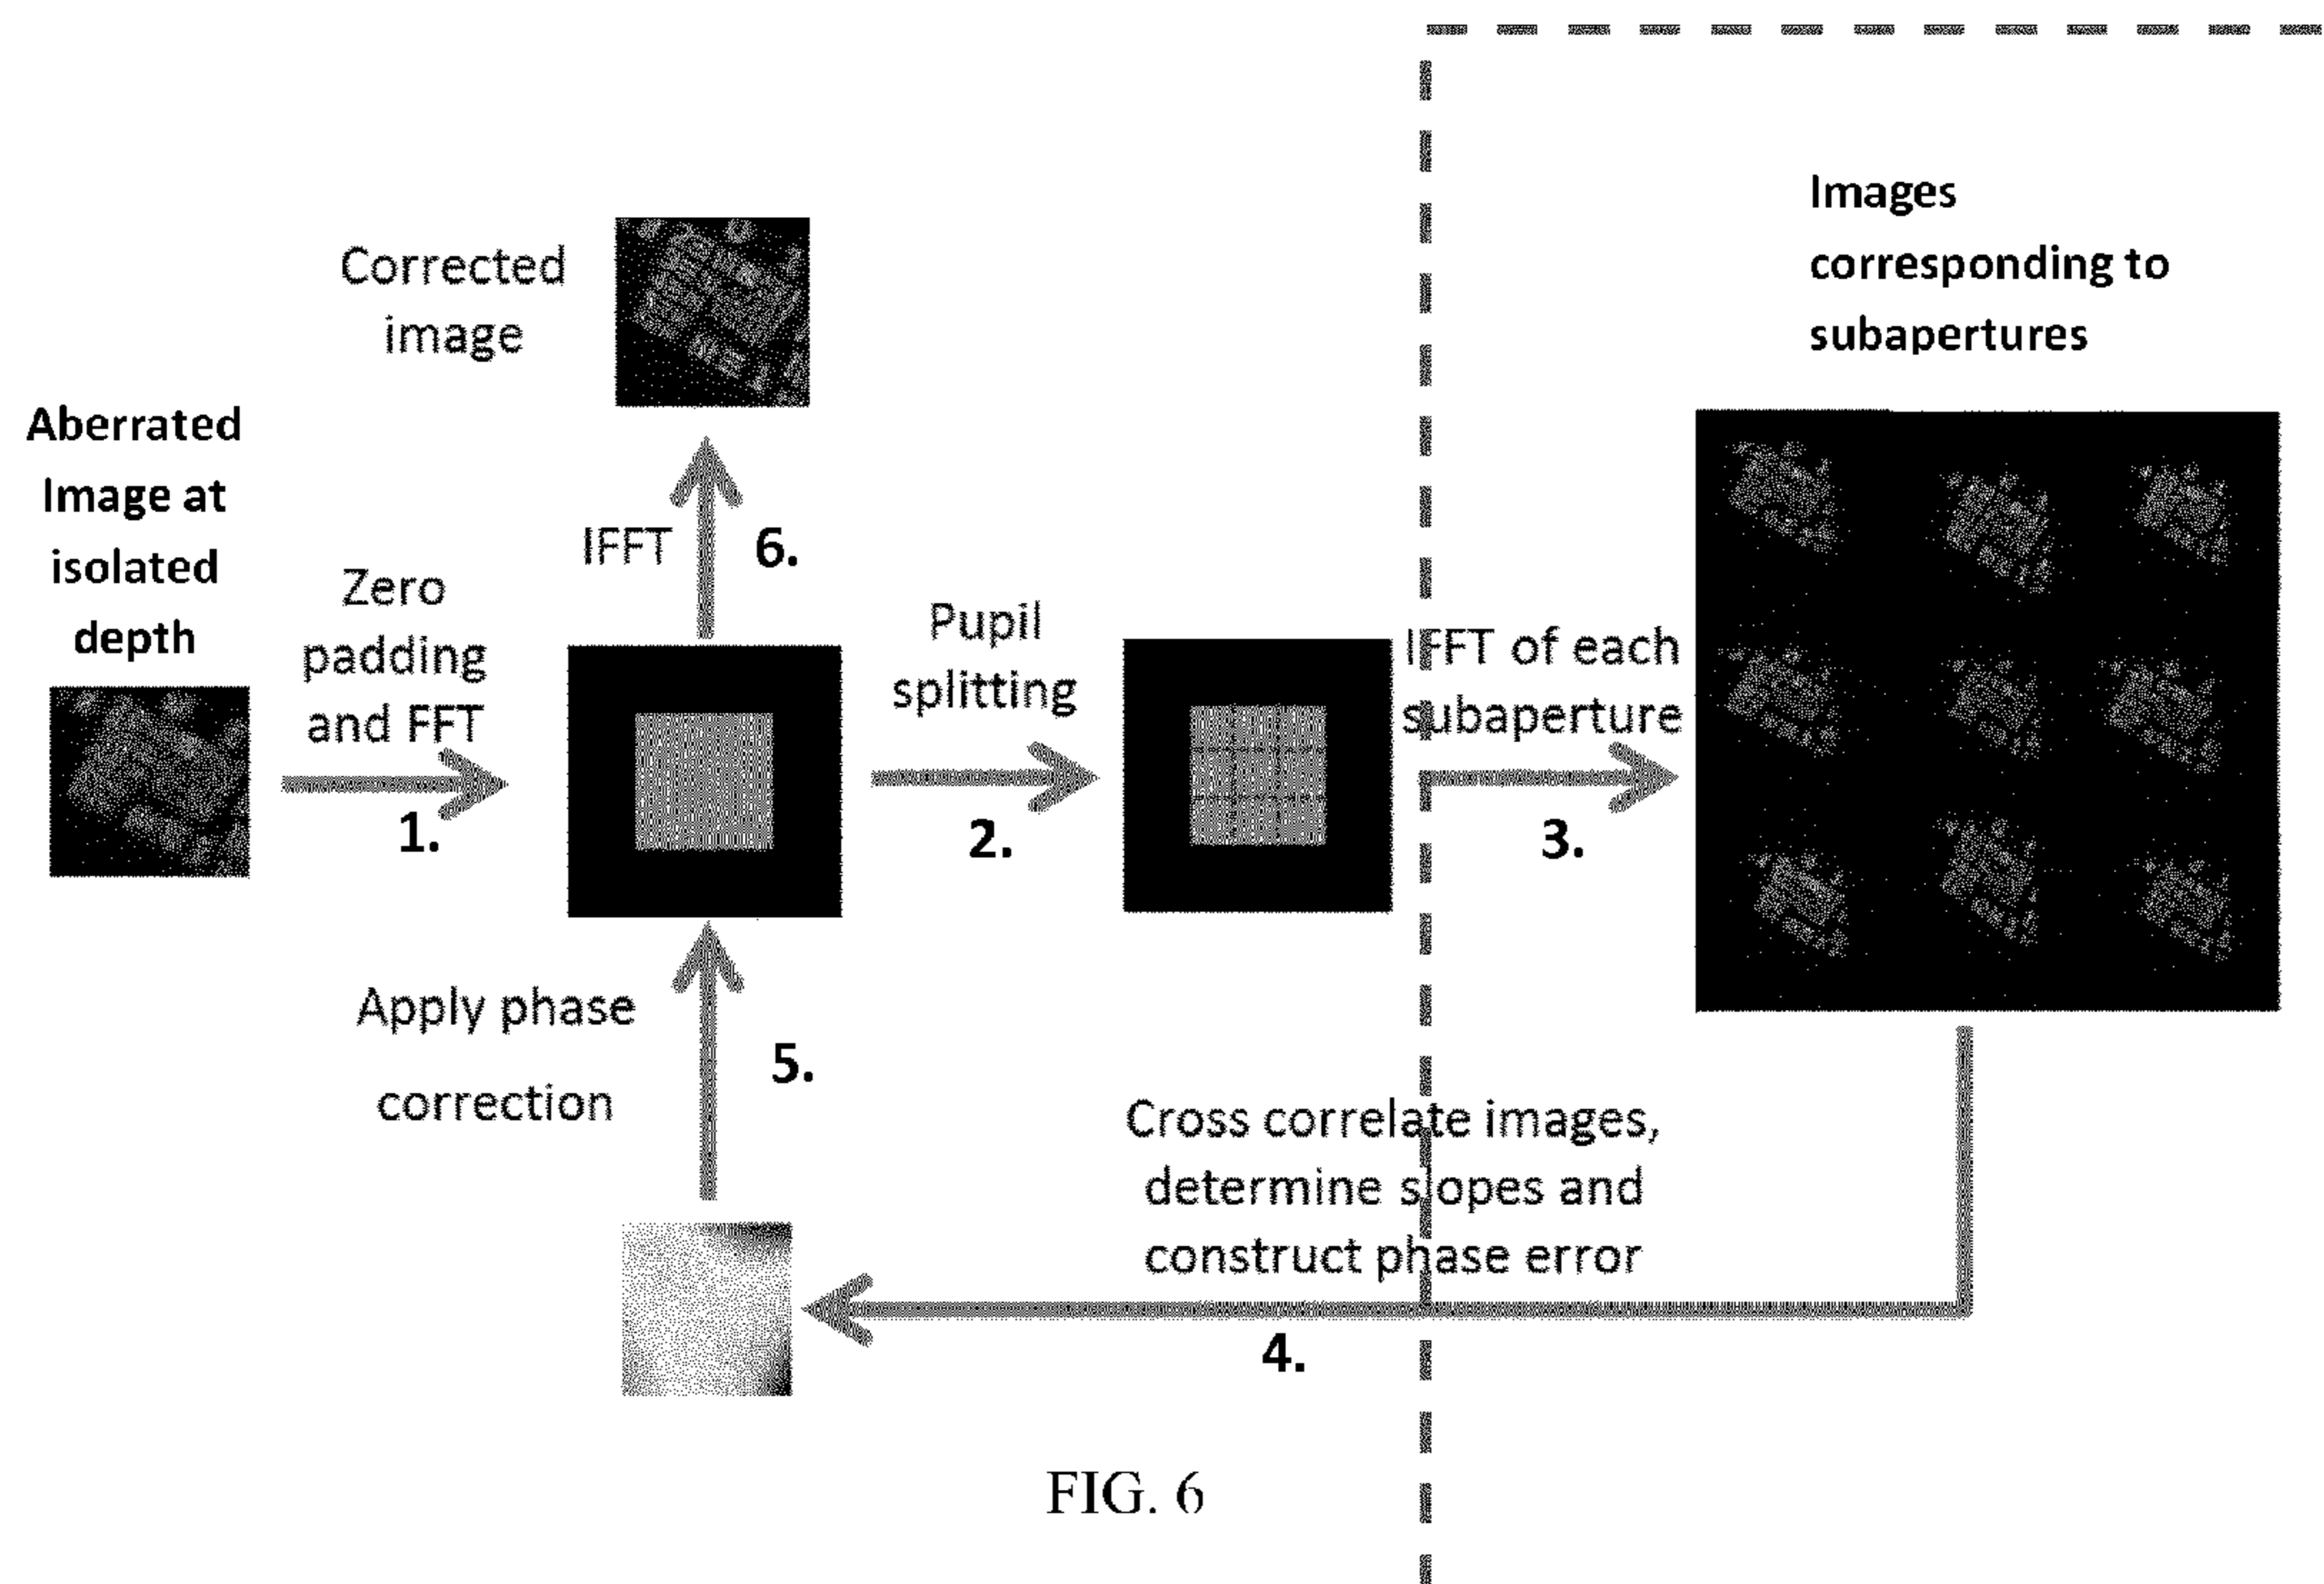 Images
corresponding to
subapertures
Corrected
image
Aberrated
Image at
isolated
depth
IFFT
6.
Zero
padding
and FFT
1.
Pupil
splitting
2.
IFFT of each
subaperture
3.
Apply phase
correction
5.
Cross correlate images,
determine slopes and
construct phase error
4.
FIG. 6